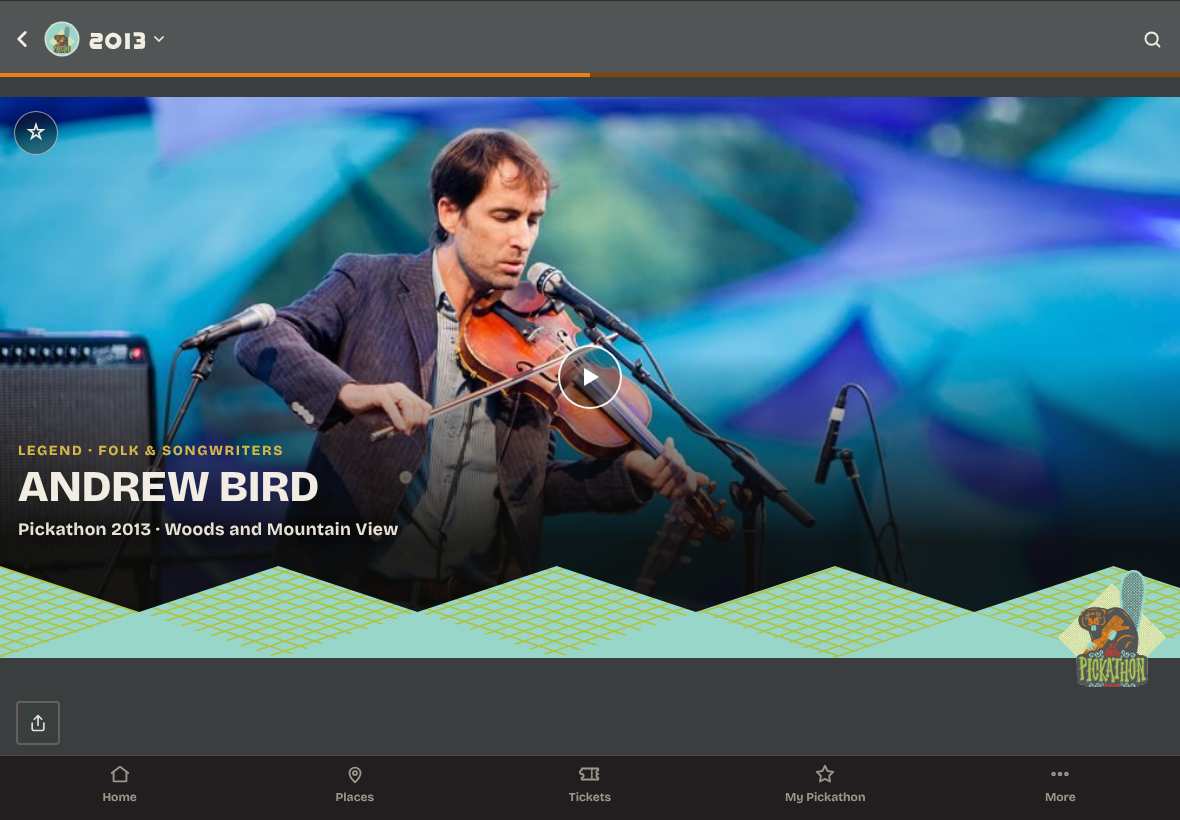 2013
LEGEND · FOLK & SONGWRITERS
ANDREW BIRD
Pickathon 2013 · Woods and Mountain View
PICKATHON
Home
Places
Tickets
My Pickathon
More